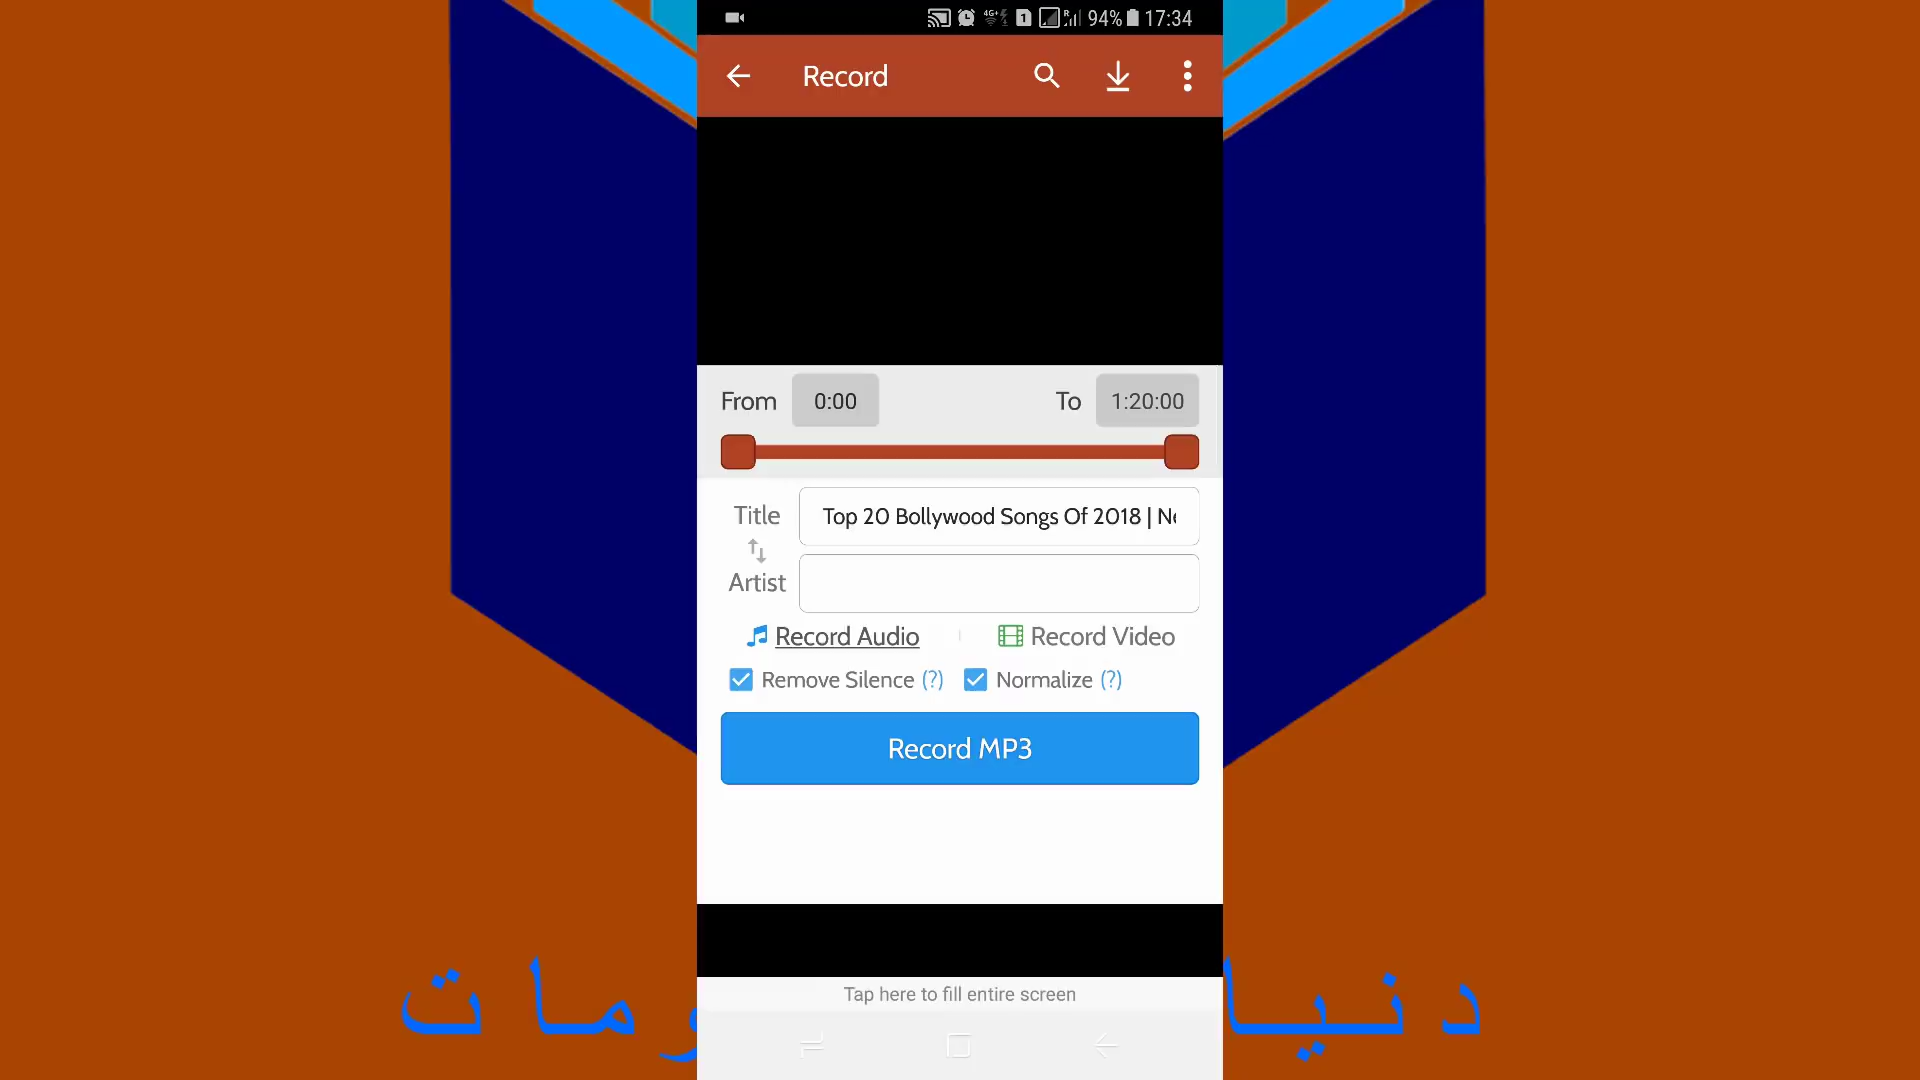 94% 17:34
Record
From 0:00 To 1:20:00
Title Top 20 Bollywood Songs Of 2018 |
Artist
Record Audio Record Video
Remove Silence (?) Normalize (?)
Record MP3
Tap here to fill entire screen